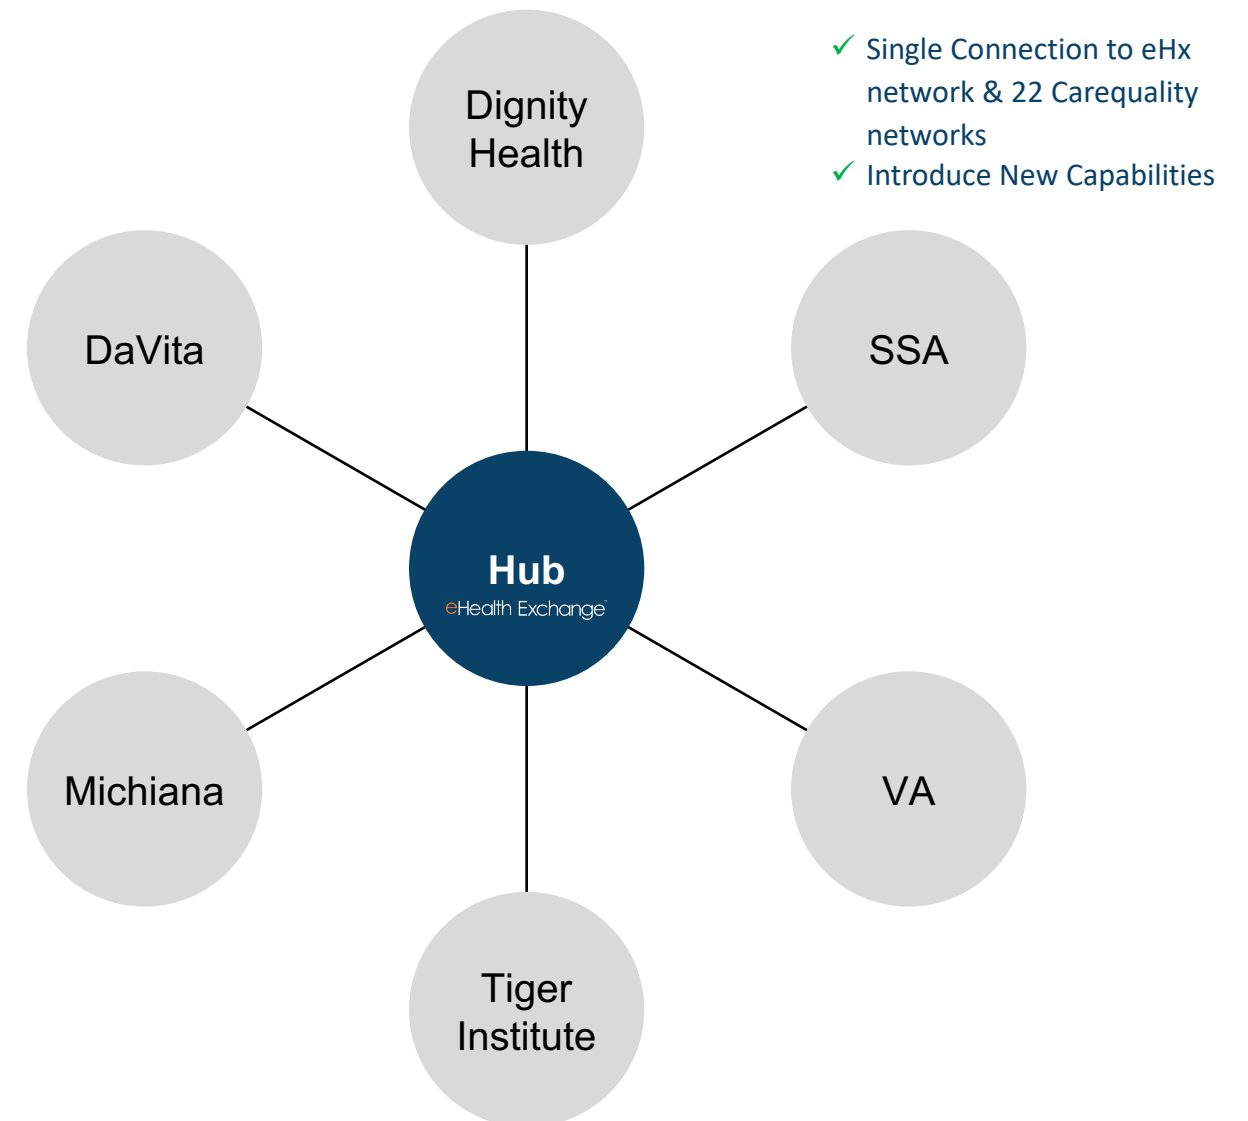 Dignity
Health
✓ Single Connection to eHx
network & 22 Carequality
networks
✓ Introduce New Capabilities
DaVita
SSA
Hub
eHealth Exchange™
Michiana
VA
Tiger
Institute